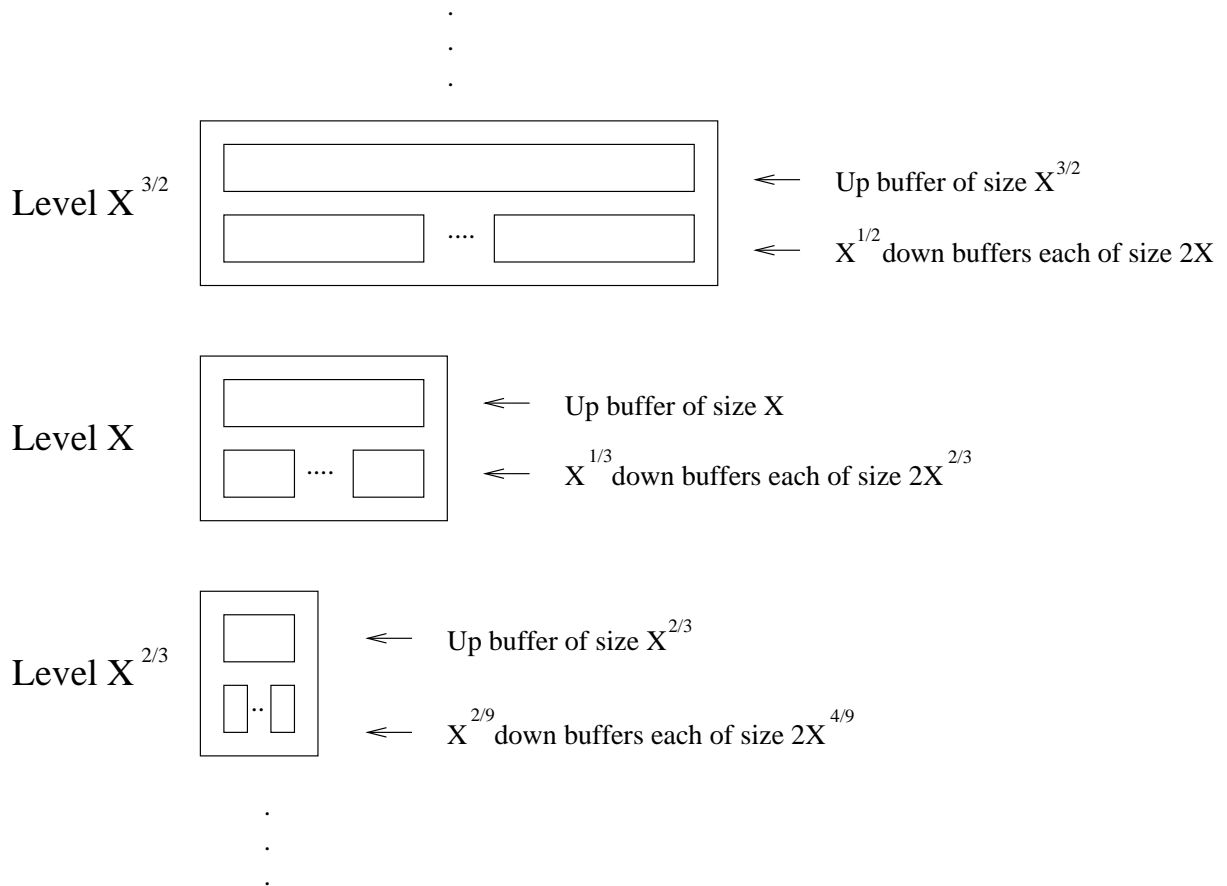 .
.
.
Level X^{3/2}
Up buffer of size X^{3/2}
....
X^{1/2} down buffers each of size 2X
Level X
Up buffer of size X
....
X^{1/3} down buffers each of size 2X^{2/3}
Level X^{2/3}
Up buffer of size X^{2/3}
..
X^{2/9} down buffers each of size 2X^{4/9}
.
.
.